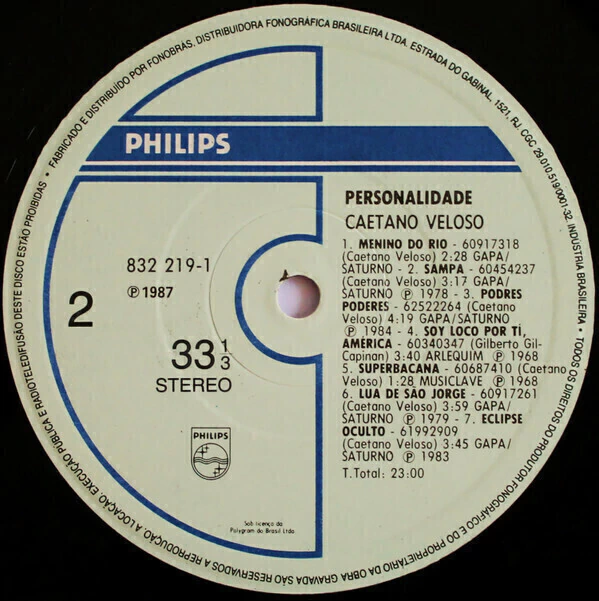 FABRICADO E DISTRIBUÍDO POR FONOBRAS. DISTRIBUIDORA FONOGRÁFICA BRASILEIRA LTDA. ESTRADA DO GABINAL, 1521, RJ. CGC 29.010.519/0001-32. INDÚSTRIA BRASILEIRA. • TODOS OS DIREITOS DO PRODUTOR FONOGRÁFICO E DO PROPRIETÁRIO DA OBRA GRAVADA SÃO RESERVADOS A REPRODUÇÃO, A LOCAÇÃO, EXECUÇÃO PÚBLICA E RADIOTELEDIFUSÃO DESTE DISCO ESTÃO PROIBIDAS •
PHILIPS
PERSONALIDADE
CAETANO VELOSO
832 219-1
℗ 1987
2
33 1/3
STEREO
PHILIPS
1. MENINO DO RIO - 60917318
(Caetano Veloso) 2:28 GAPA/
SATURNO - 2. SAMPA - 60454237
(Caetano Veloso) 3:17 GAPA/
SATURNO ℗ 1978 - 3. PODRES
PODERES - 62522264 (Caetano
Veloso) 4:19 GAPA/SATURNO
℗ 1984 - 4. SOY LOCO POR TÍ,
AMÉRICA - 60340347 (Gilberto Gil-
Capinan) 3:40 ARLEQUIM ℗ 1968
5. SUPERBACANA - 60687410 (Caetano
Veloso) 1:28 MUSICLAVE ℗ 1968
6. LUA DE SÃO JORGE - 60917261
(Caetano Veloso) 3:59 GAPA/
SATURNO ℗ 1979 - 7. ECLIPSE
OCULTO - 61992909
(Caetano Veloso) 3:45 GAPA/
SATURNO ℗ 1983
T.Total: 23:00
Sob licença da
Polygram do Brasil Ltda